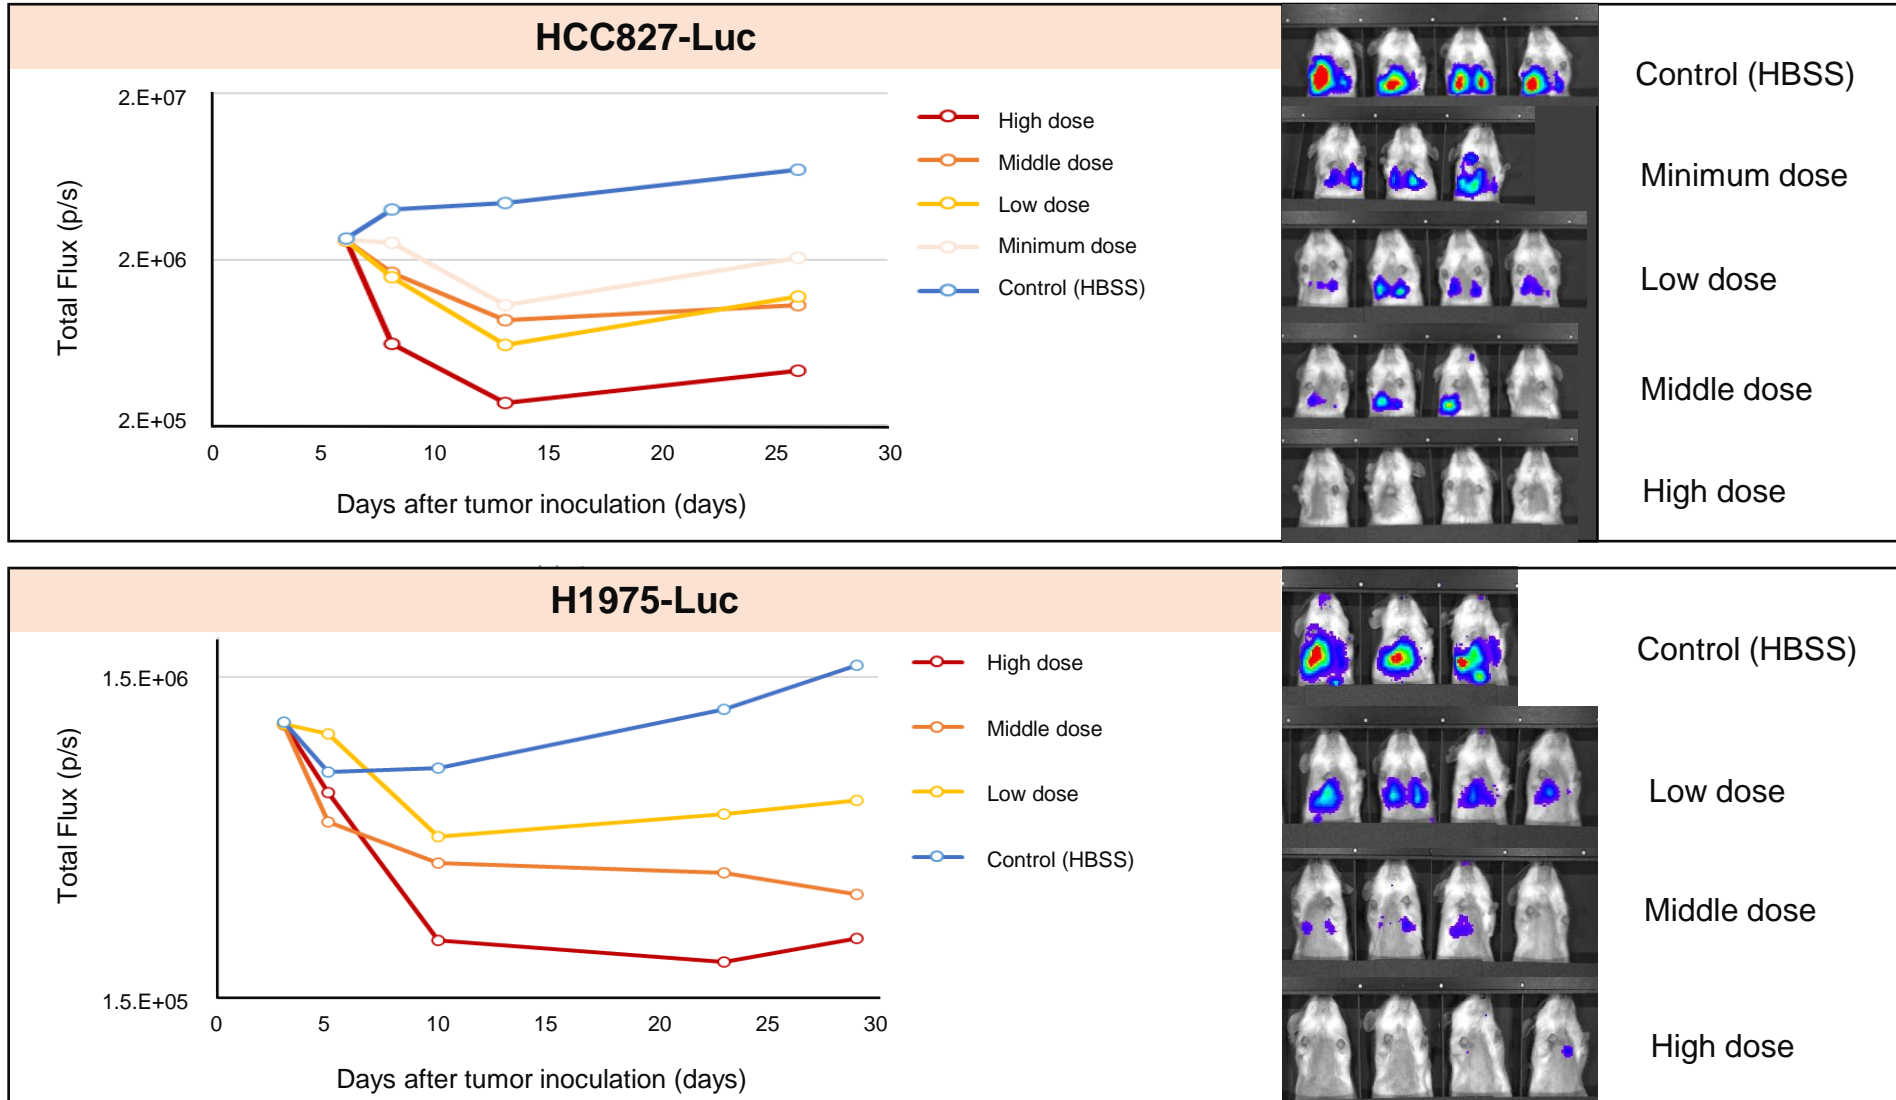 HCC827-Luc
2.E+07
2.E+06
2.E+05
Total Flux (p/s)
0 5 10 15 20 25 30
Days after tumor inoculation (days)
High dose
Middle dose
Low dose
Minimum dose
Control (HBSS)
Control (HBSS)
Minimum dose
Low dose
Middle dose
High dose
H1975-Luc
1.5.E+06
1.5.E+05
Total Flux (p/s)
0 5 10 15 20 25 30
Days after tumor inoculation (days)
High dose
Middle dose
Low dose
Control (HBSS)
Control (HBSS)
Low dose
Middle dose
High dose